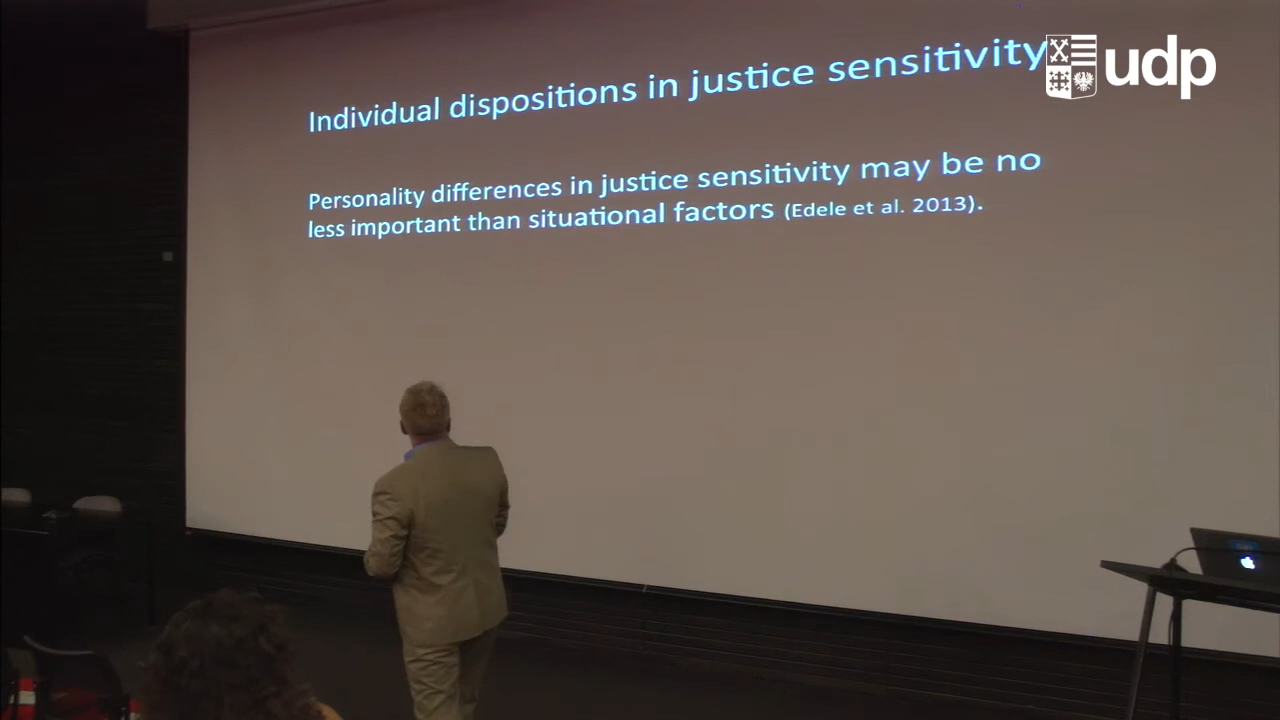 Individual dispositions in justice sensitivity
udp
Personality differences in justice sensitivity may be no
less important than situational factors (Edele et al. 2013).